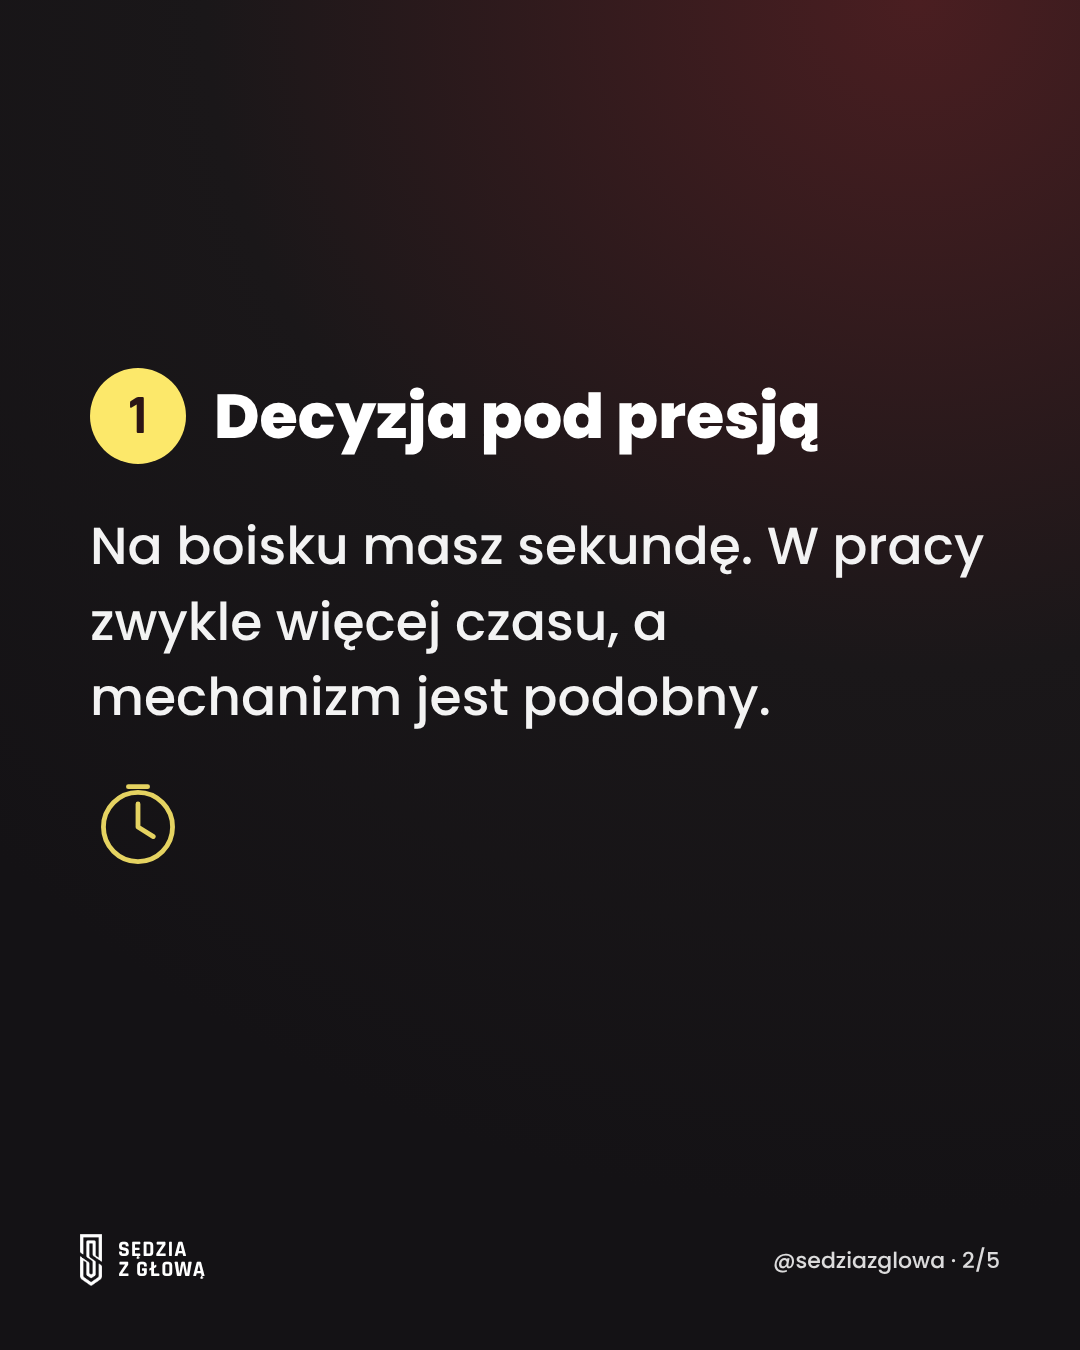 1 Decyzja pod presją
Na boisku masz sekundę. W pracy
zwykle więcej czasu, a
mechanizm jest podobny.
SĘDZIA
Z GŁOWĄ
@sedziazglowa · 2/5